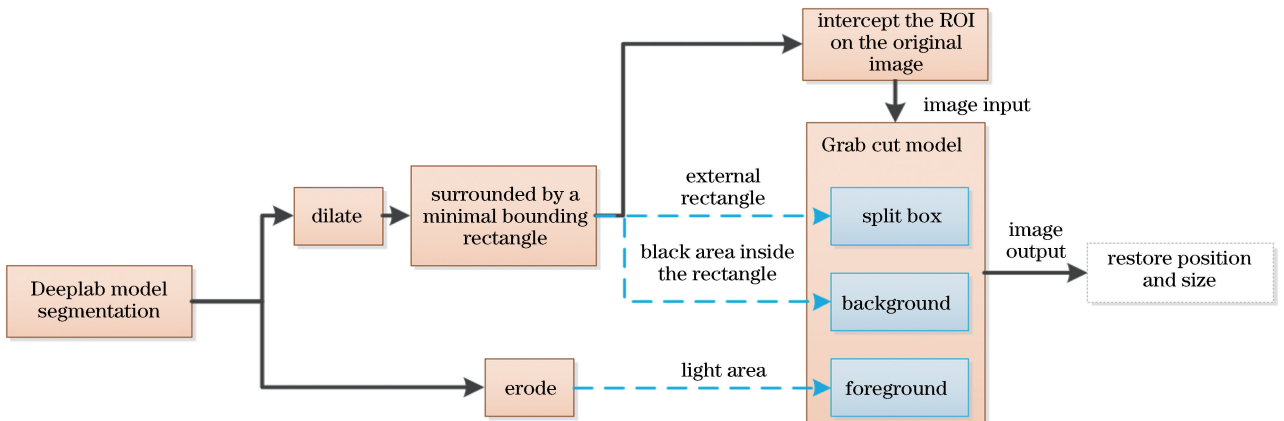 intercept the ROI
on the original
image
image input
Grab cut model
external
rectangle
surrounded by a
minimal bounding
rectangle
dilate
split box
black area inside
the rectangle
image
output
restore position
and size
Deeplab model
segmentation
background
light area
erode
foreground